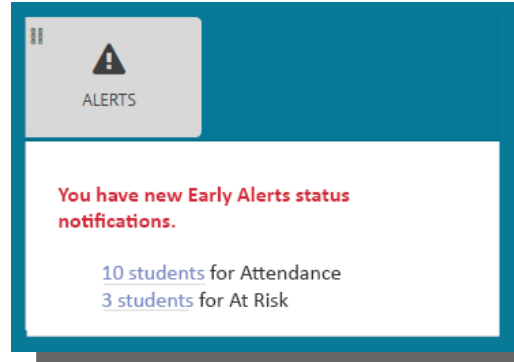 ALERTS
You have new Early Alerts status
notifications.
10 students for Attendance
3 students for At Risk